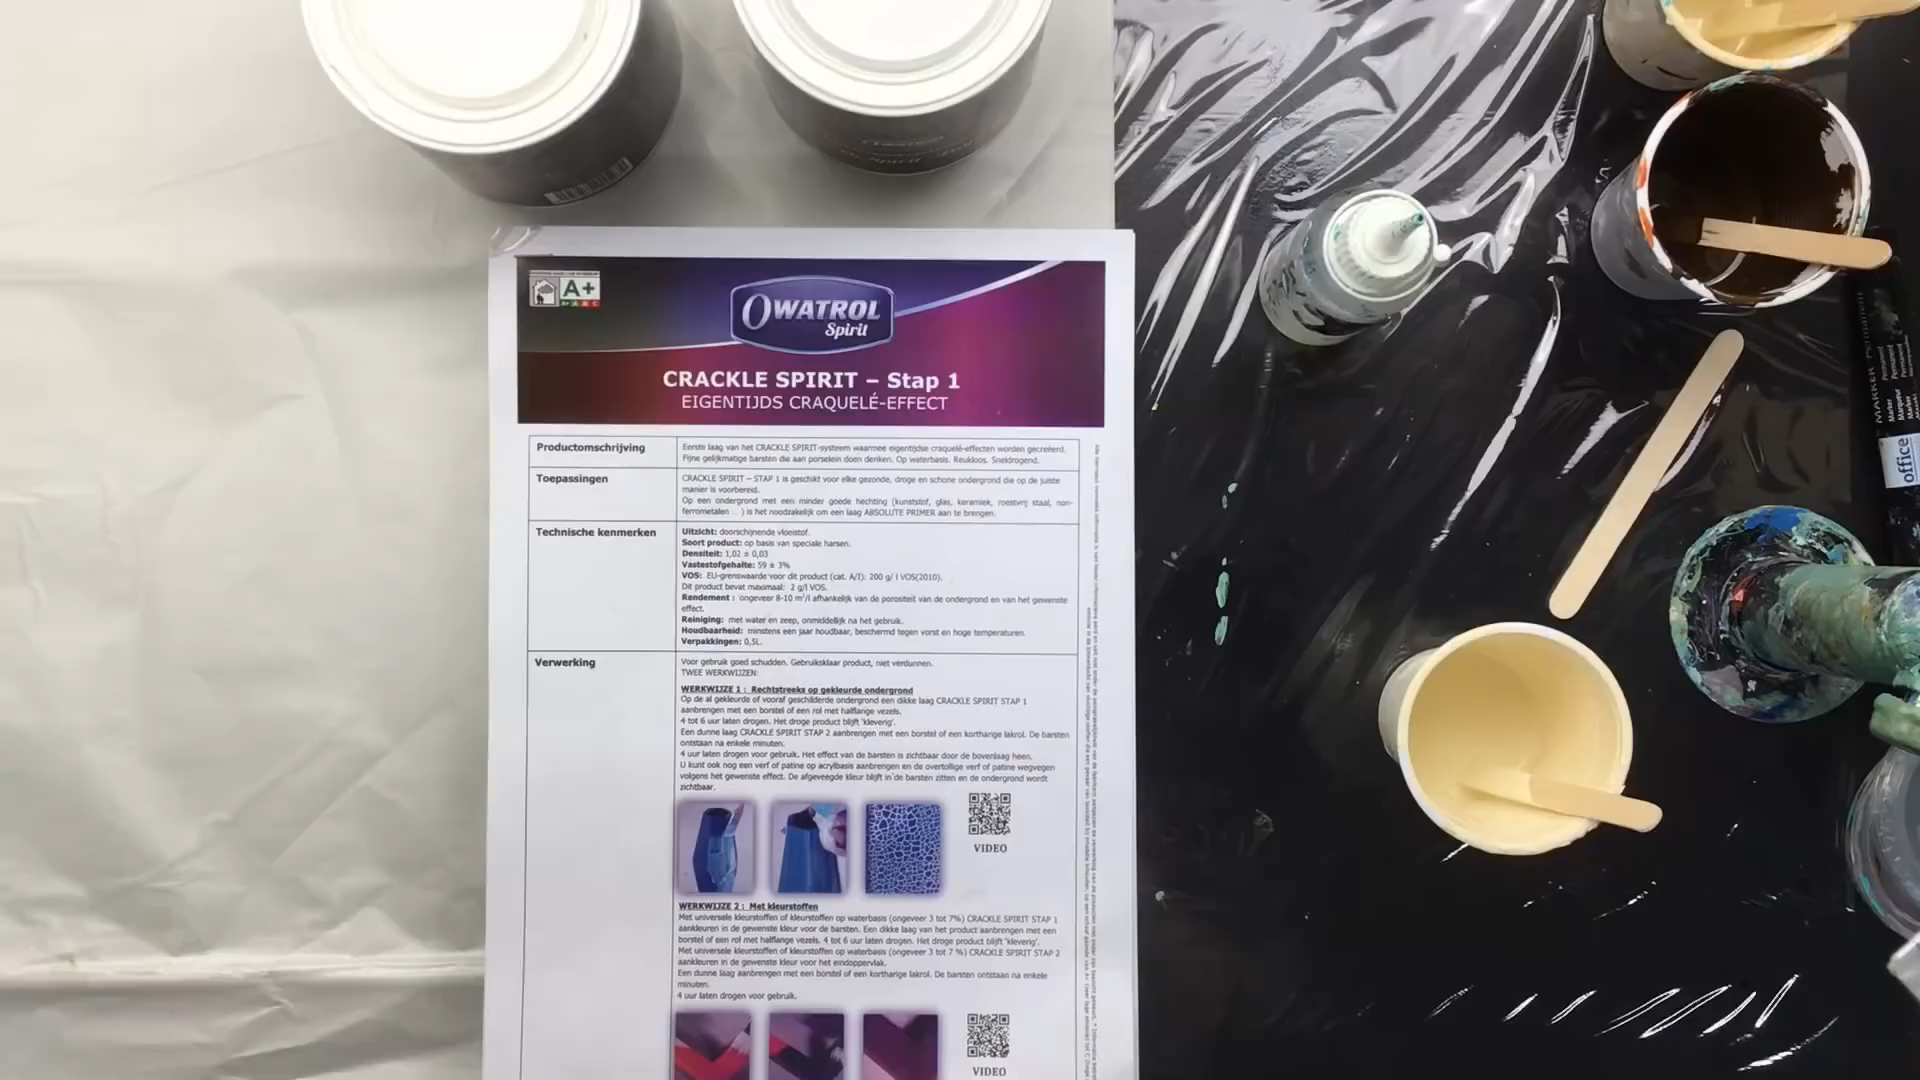 A+
OWATROL
Spirit
CRACKLE SPIRIT – Stap 1
EIGENTIJDS CRAQUELÉ-EFFECT
Productomschrijving
Eerste laag van het CRACKLE SPIRIT-systeem waarmee eigentijdse craquelé-effecten worden gecreëerd.
Fijne gelijkmatige barsten die aan porselein doen denken. Op waterbasis. Reukloos. Sneldrogend.
Toepassingen
CRACKLE SPIRIT – STAP 1 is geschikt voor elke gezonde, droge en schone ondergrond die op de juiste
manier is voorbereid.
Op een ondergrond met een minder goede hechting (kunststof, glas, keramiek, roestvrij staal, non-
ferrometalen ... ) is het noodzakelijk om een laag ABSOLUTE PRIMER aan te brengen.
Technische kenmerken
Uitzicht: doorschijnende vloeistof.
Soort product: op basis van speciale harsen.
Densiteit: 1,02 ± 0,03
Vastestofgehalte: 59 ± 3%
VOS: EU-grenswaarde voor dit product (cat. A/I): 200 g/ l VOS(2010).
Dit product bevat maximaal: 2 g/l VOS.
Rendement : ongeveer 8-10 m²/l afhankelijk van de porositeit van de ondergrond en van het gewenste
effect.
Reiniging: met water en zeep, onmiddellijk na het gebruik.
Houdbaarheid: minstens een jaar houdbaar, beschermd tegen vorst en hoge temperaturen.
Verpakkingen: 0,5L.
Verwerking
Voor gebruik goed schudden. Gebruiksklaar product, niet verdunnen.
TWEE WERKWIJZEN:
WERKWIJZE 1 : Rechtstreeks op gekleurde ondergrond
Op de al gekleurde of vooraf geschilderde ondergrond een dikke laag CRACKLE SPIRIT STAP 1
aanbrengen met een borstel of een rol met halflange vezels.
4 tot 6 uur laten drogen. Het droge product blijft 'kleverig'.
Een dunne laag CRACKLE SPIRIT STAP 2 aanbrengen met een borstel of een kortharige lakrol. De barsten
ontstaan na enkele minuten.
4 uur laten drogen voor gebruik. Het effect van de barsten is zichtbaar door de bovenlaag heen.
U kunt ook nog een verf of patine op acrylbasis aanbrengen en de overtollige verf of patine wegvegen
volgens het gewenste effect. De afgeveegde kleur blijft in de barsten zitten en de ondergrond wordt
zichtbaar.
VIDEO
WERKWIJZE 2 : Met kleurstoffen
Met universele kleurstoffen of kleurstoffen op waterbasis (ongeveer 3 tot 7%) CRACKLE SPIRIT STAP 1
aankleuren in de gewenste kleur voor de barsten. Een dikke laag van het product aanbrengen met een
borstel of een rol met halflange vezels. 4 tot 6 uur laten drogen. Het droge product blijft 'kleverig'.
Met universele kleurstoffen of kleurstoffen op waterbasis (ongeveer 3 tot 7 %) CRACKLE SPIRIT STAP 2
aankleuren in de gewenste kleur voor het eindoppervlak.
Een dunne laag aanbrengen met een borstel of een kortharige lakrol. De barsten ontstaan na enkele
minuten.
4 uur laten drogen voor gebruik.
VIDEO
MARKER Permanent
Marker Permanent
Marqueur Permanent
Marker Permanent
office